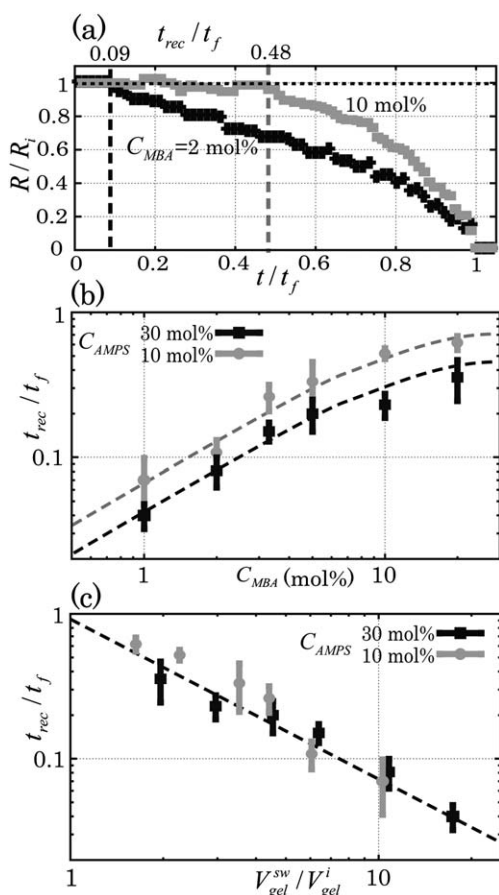 (a)
t_rec/t_f
0.09 0.48
R/R_i
1
0.8
0.6
0.4
0.2
0
10 mol%
C_MBA=2 mol%
0.2 0.4 0.6 0.8 1
t/t_f
(b)
t_rec/t_f
1
0.1
C_AMPS
30 mol%
10 mol%
1 10
C_MBA (mol%)
(c)
t_rec/t_f
1
0.1
C_AMPS
30 mol%
10 mol%
1 10
V_gel^sw/V_gel^i